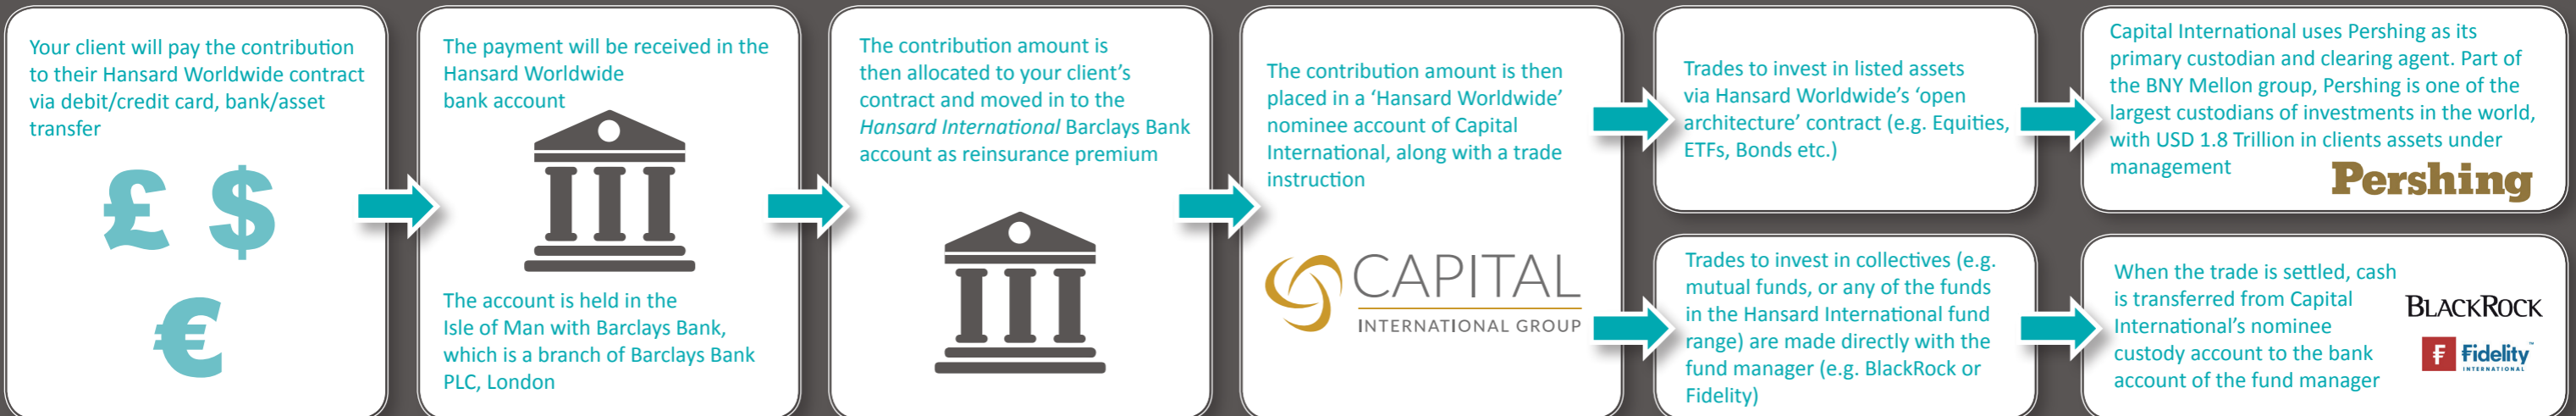 Your client will pay the contribution
to their Hansard Worldwide contract
via debit/credit card, bank/asset
transfer
£ $
€
The payment will be received in the
Hansard Worldwide
bank account
The account is held in the
Isle of Man with Barclays Bank,
which is a branch of Barclays Bank
PLC, London
The contribution amount is
then allocated to your client's
contract and moved in to the
Hansard International Barclays Bank
account as reinsurance premium
The contribution amount is then
placed in a 'Hansard Worldwide'
nominee account of Capital
International, along with a trade
instruction
CAPITAL
INTERNATIONAL GROUP
Trades to invest in listed assets
via Hansard Worldwide's 'open
architecture' contract (e.g. Equities,
ETFs, Bonds etc.)
Capital International uses Pershing as its
primary custodian and clearing agent. Part of
the BNY Mellon group, Pershing is one of the
largest custodians of investments in the world,
with USD 1.8 Trillion in clients assets under
management
Pershing
Trades to invest in collectives (e.g.
mutual funds, or any of the funds
in the Hansard International fund
range) are made directly with the
fund manager (e.g. BlackRock or
Fidelity)
When the trade is settled, cash
is transferred from Capital
International's nominee
custody account to the bank
account of the fund manager
BLACKROCK
F Fidelity™
INTERNATIONAL